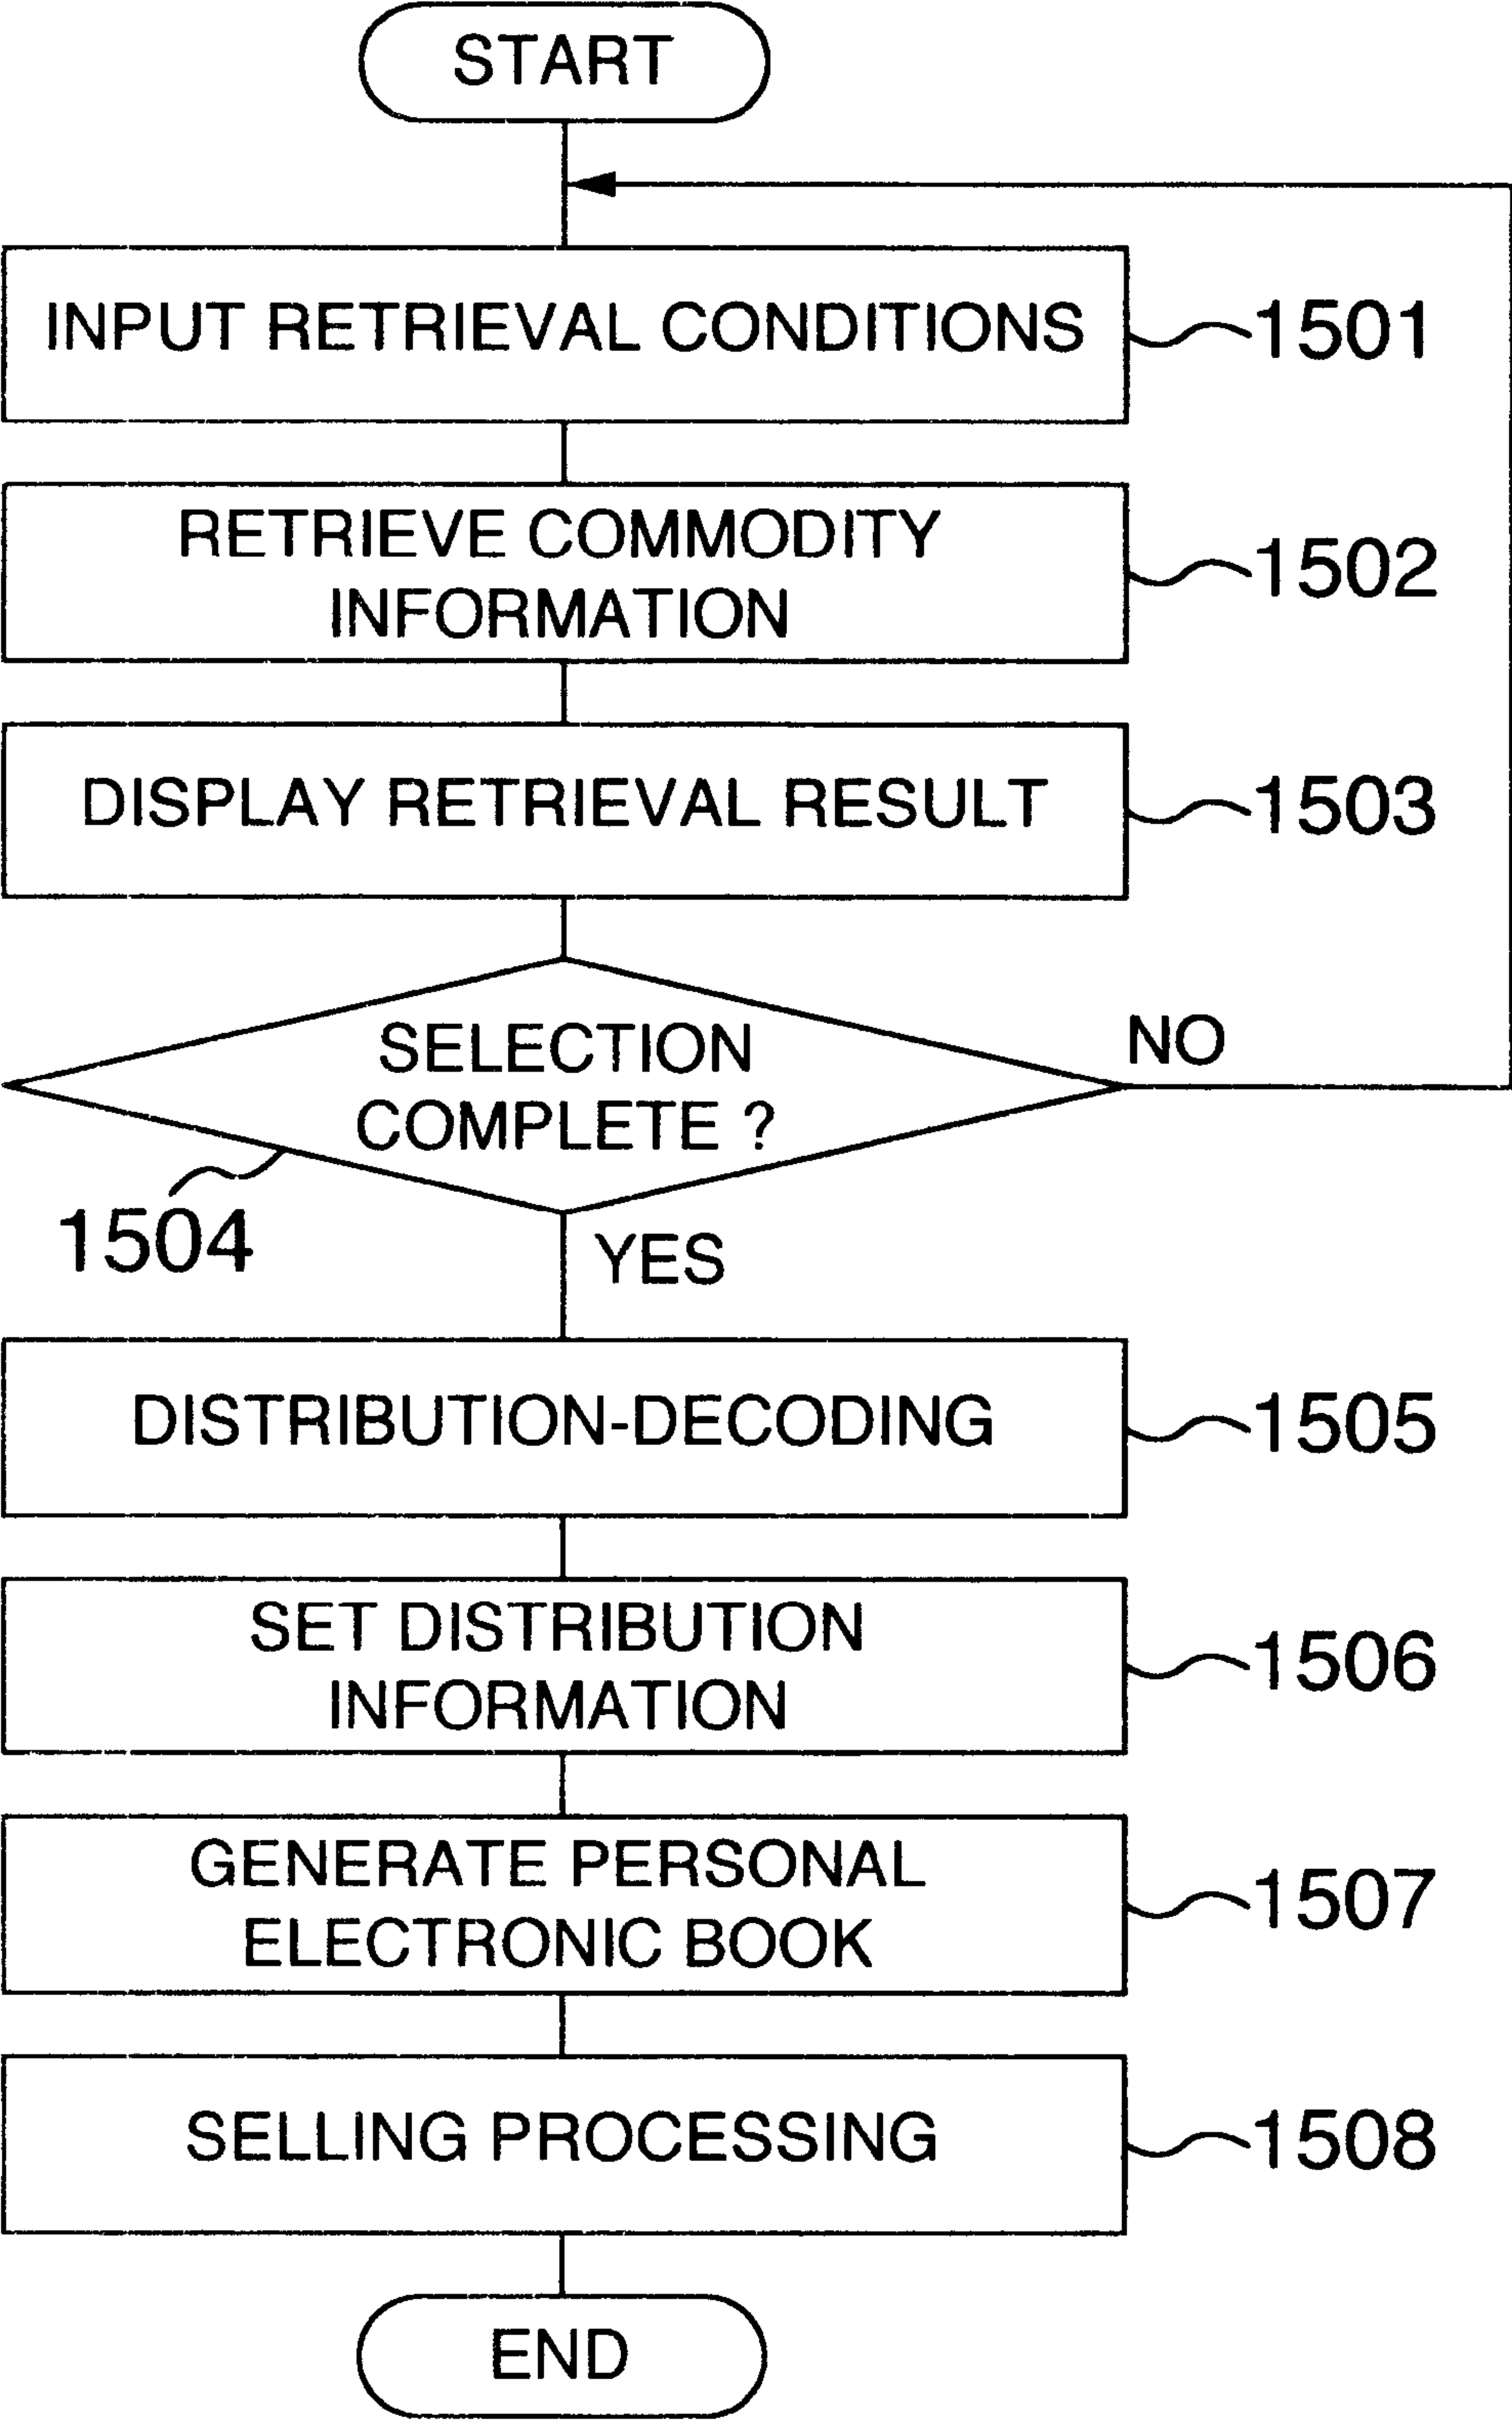 START
INPUT RETRIEVAL CONDITIONS
1501
RETRIEVE COMMODITY
INFORMATION
1502
DISPLAY RETRIEVAL RESULT
1503
SELECTION
COMPLETE ?
NO
1504
YES
DISTRIBUTION-DECODING
1505
SET DISTRIBUTION
INFORMATION
1506
GENERATE PERSONAL
ELECTRONIC BOOK
1507
SELLING PROCESSING
1508
END